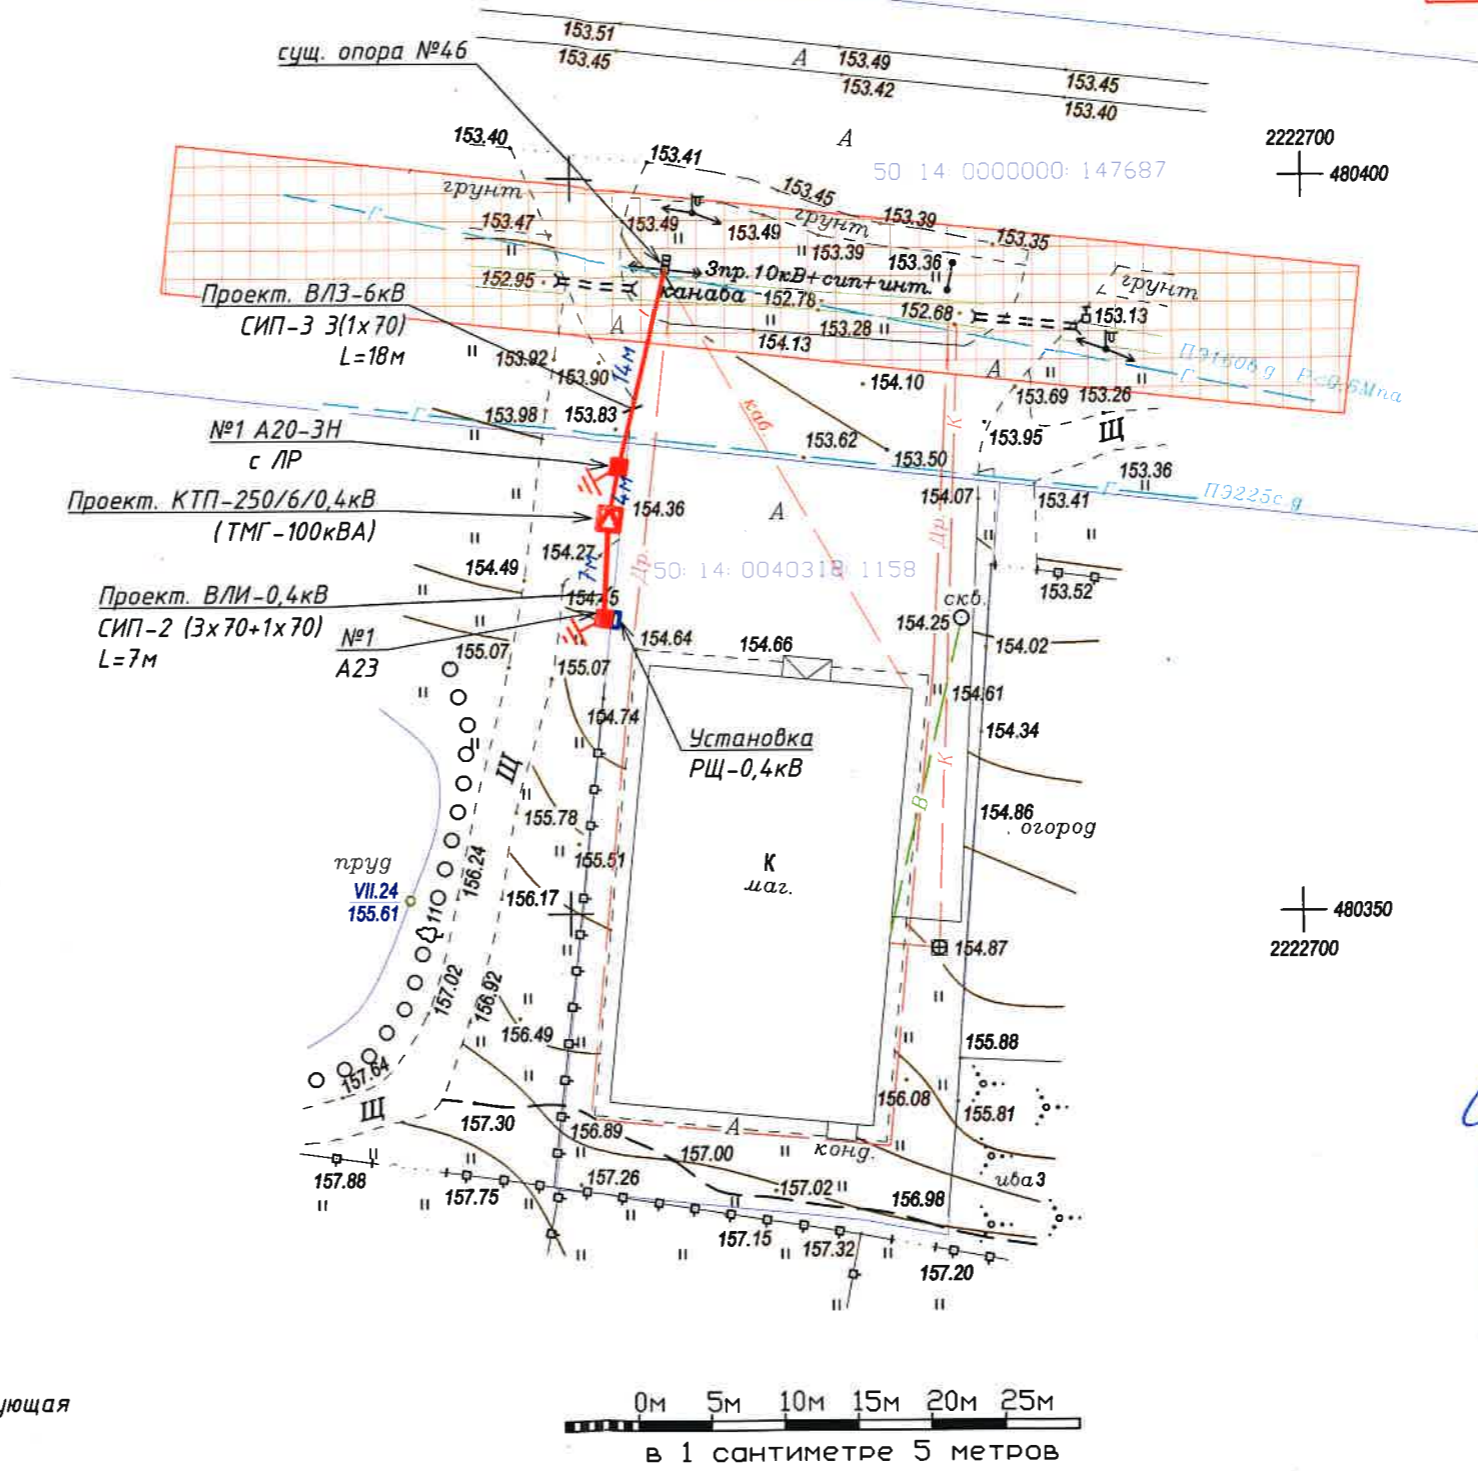 153.51
153.45
А
153.49
153.42
153.45
153.40
сущ. опора №46
А
2222700
480400
50 14 0000000: 147687
153.40
153.41
грунт
153.45
153.39
153.35
грунт
Г
153.47
153.49
153.49
153.39
153.36
3пр. 10кВ+сип+инт.
канава
152.95
152.78
152.68
грунт
153.13
Проект. ВЛЗ-6кВ
СИП-3 3(1х70)
L=18м
А
153.28
154.13
14м
153.92
153.90
154.10
А
Г
153.69
153.26
153.83
153.98
Г
каб.
К
153.95
Щ
153.62
153.50
153.36
№1 А20-3Н
с ЛР
4м
154.07
153.41
Г
ПЭ225с.g
Проект. КТП-250/6/0,4кВ
(ТМГ-100кВА)
154.36
А
Др.
154.27
7м
Др.
50: 14: 0040318: 1158
154.49
153.52
Проект. ВЛИ-0,4кВ
СИП-2 (3х70+1х70)
L=7м
№1
А23
скв.
154.25
154.02
154.64
154.66
155.07
155.07
154.61
154.74
154.34
Установка
РЩ-0,4кВ
К
Щ
155.78
В
154.86
огород
155.51
К
маг.
пруд
VII.24
155.61
156.24
156.17
11
480350
2222700
154.87
157.02
156.92
156.49
155.88
157.64
Щ
156.08
155.81
157.30
156.89
А
157.00
конд.
157.88
157.75
157.26
157.02
ива3
156.98
157.15
157.32
157.20
ующая
0м 5м 10м 15м 20м 25м
в 1 сантиметре 5 метров